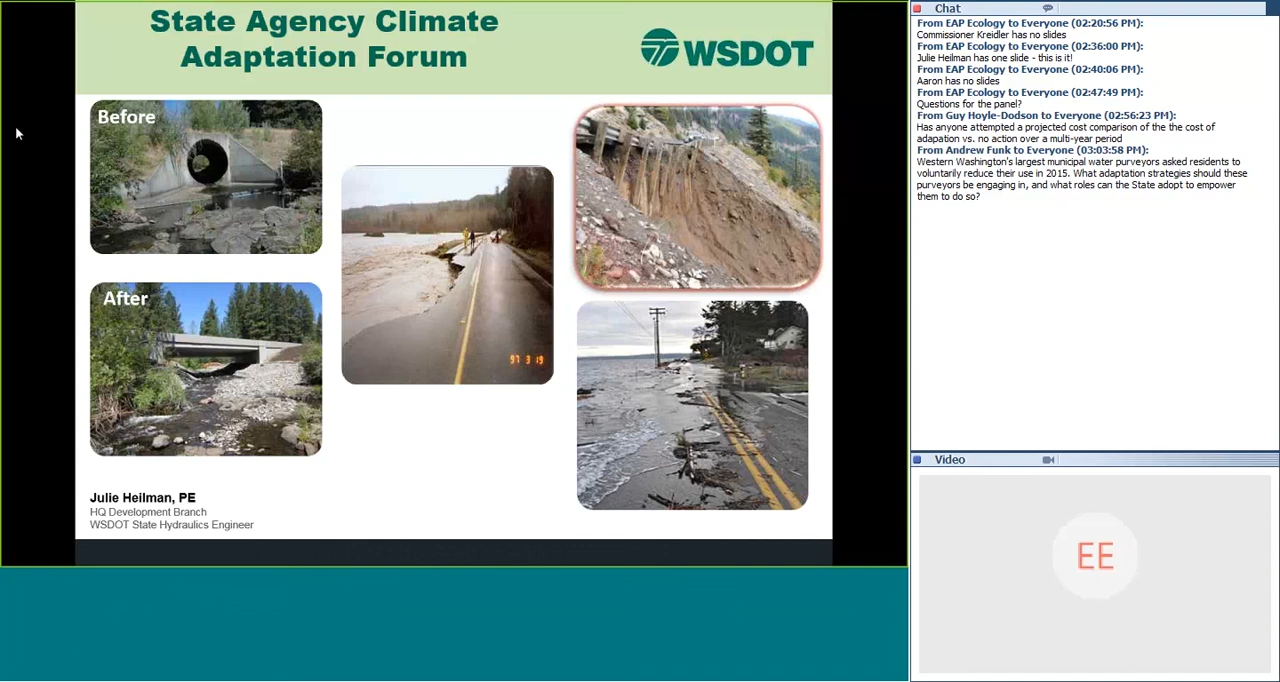 State Agency Climate
Adaptation Forum
WSDOT
Before
After
97 3 19
Julie Heilman, PE
HQ Development Branch
WSDOT State Hydraulics Engineer
Chat
From EAP Ecology to Everyone (02:20:56 PM):
Commissioner Kreidler has no slides
From EAP Ecology to Everyone (02:36:00 PM):
Julie Heilman has one slide - this is it!
From EAP Ecology to Everyone (02:40:06 PM):
Aaron has no slides
From EAP Ecology to Everyone (02:47:49 PM):
Questions for the panel?
From Guy Hoyle-Dodson to Everyone (02:56:23 PM):
Has anyone attempted a projected cost comparison of the the cost of
adapation vs. no action over a multi-year period
From Andrew Funk to Everyone (03:03:58 PM):
Western Washington's largest municipal water purveyors asked residents to
voluntarily reduce their use in 2015. What adaptation strategies should these
purveyors be engaging in, and what roles can the State adopt to empower
them to do so?
Video
EE